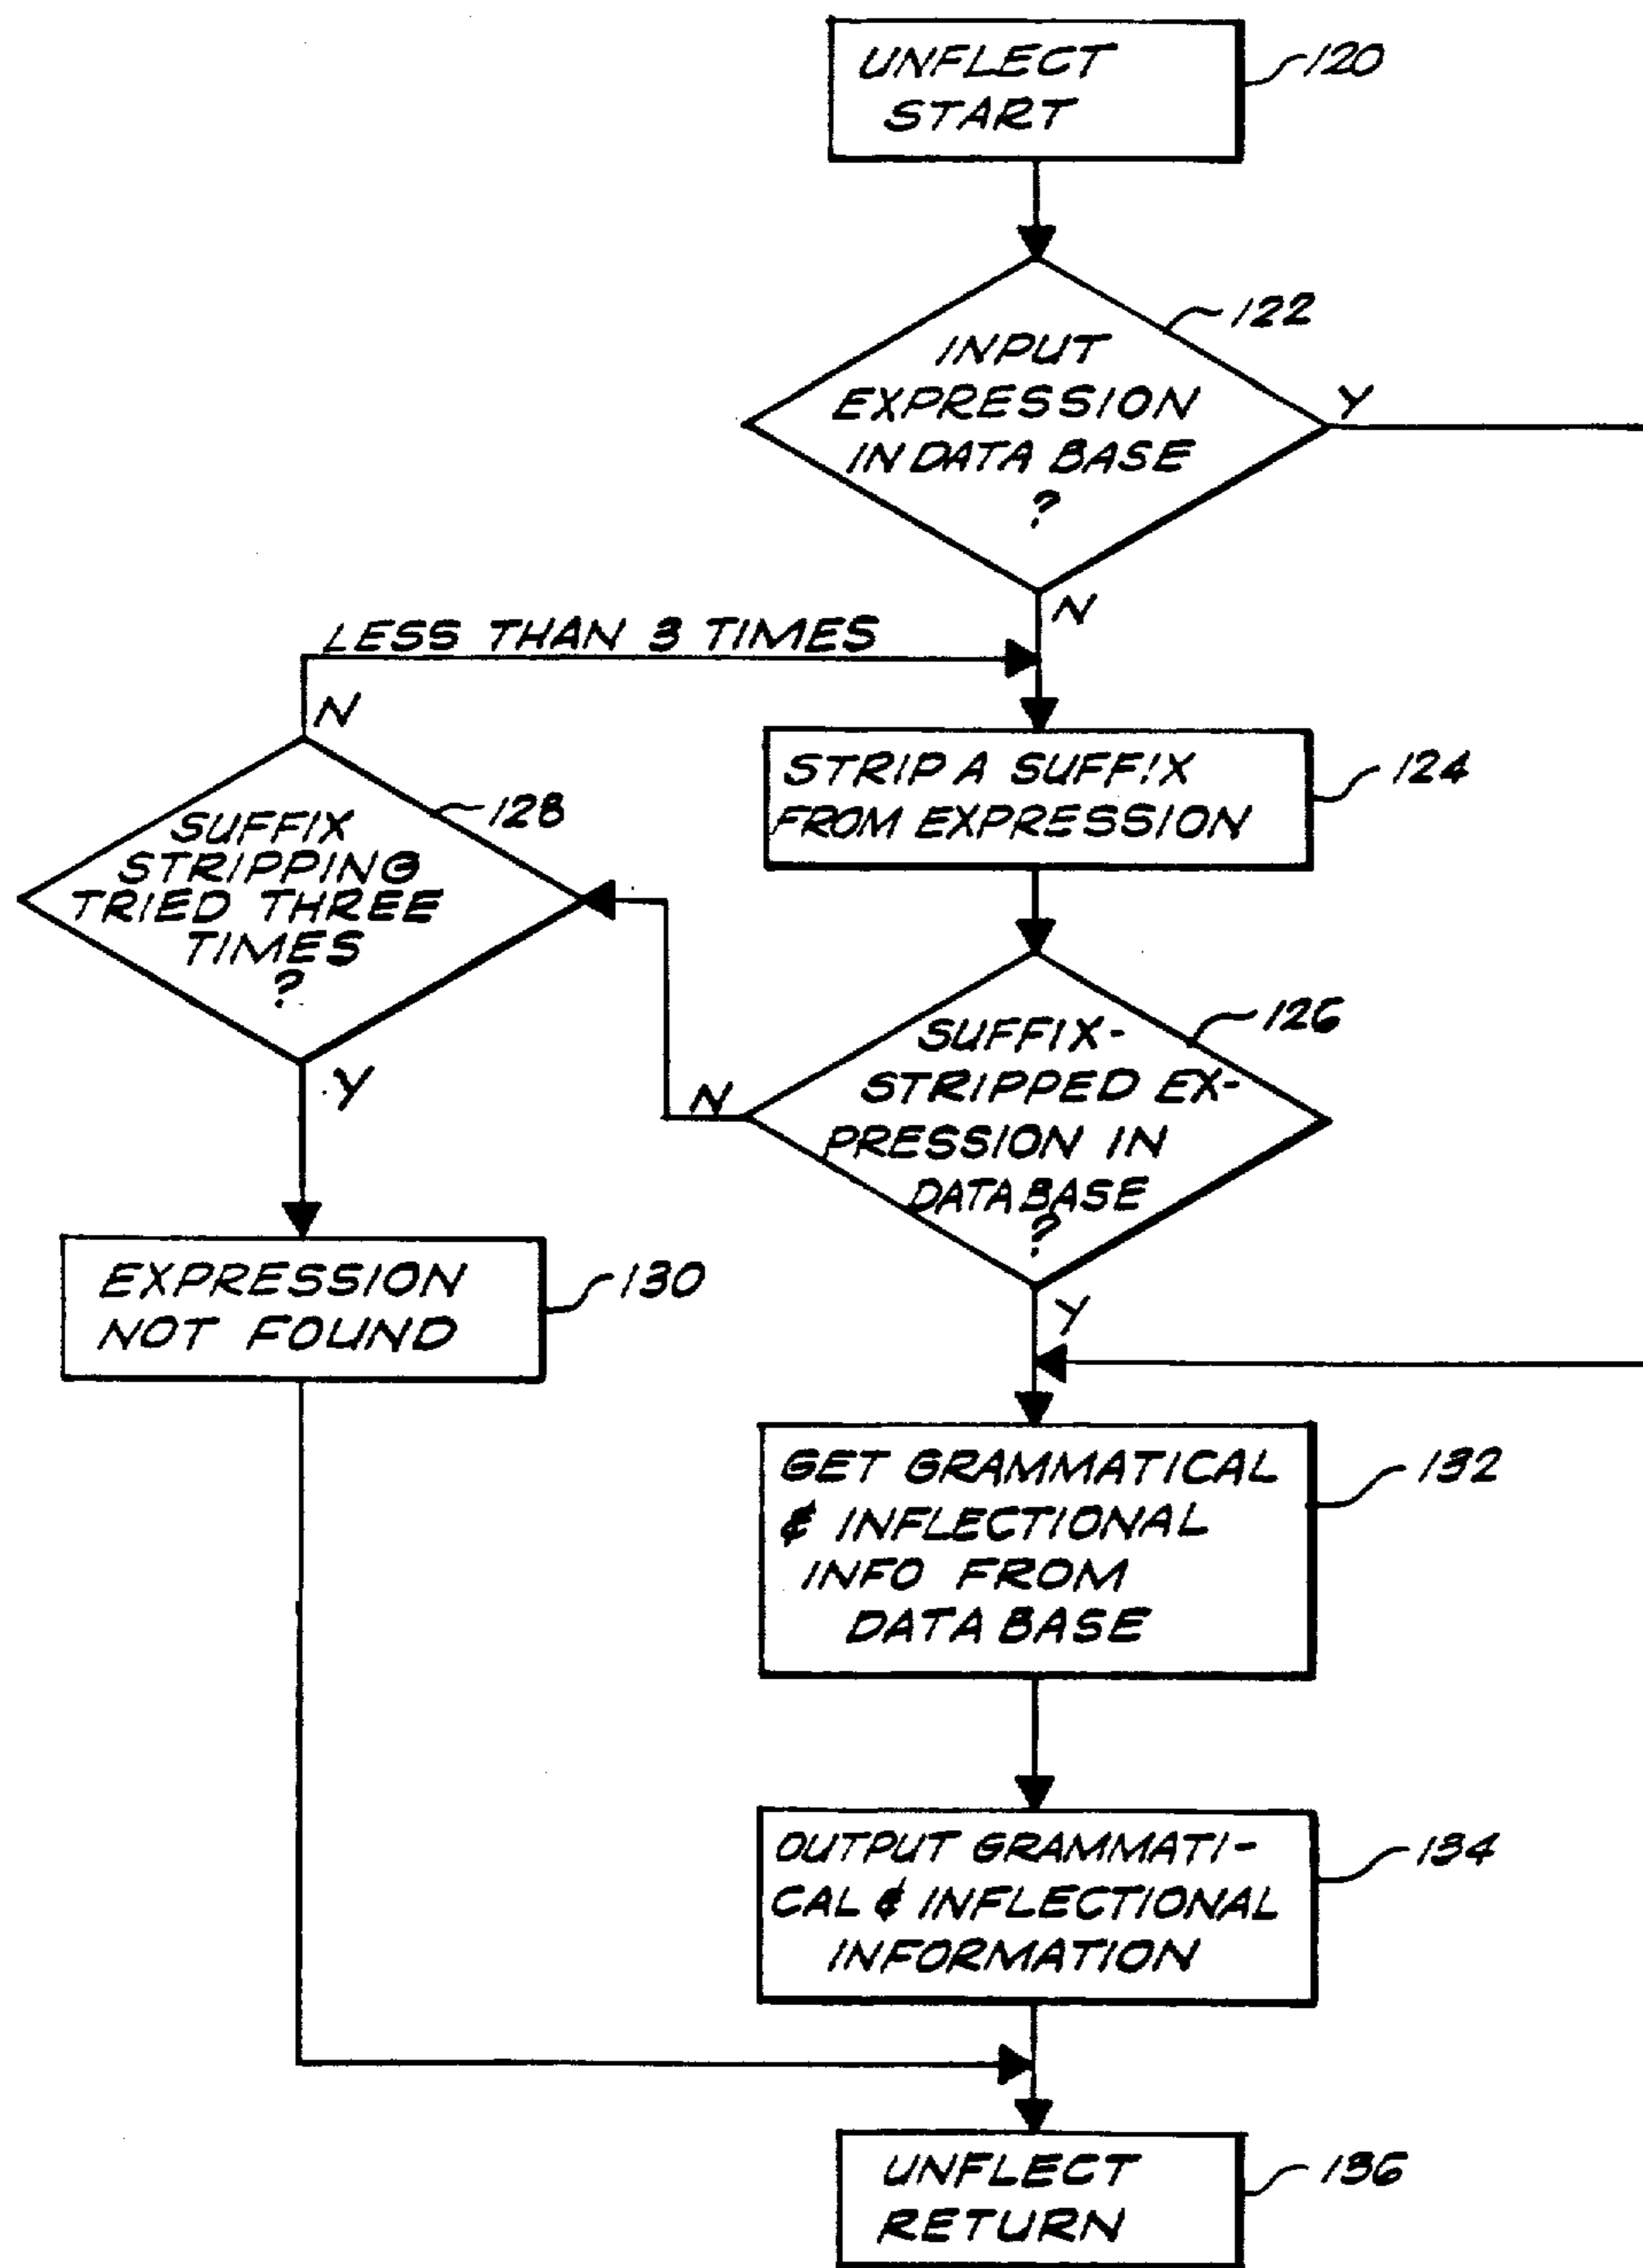 UNFLECT
START
120
INPUT
EXPRESSION
IN DATA BASE
?
122
Y
N
LESS THAN 3 TIMES
N
STRIP A SUFFIX
FROM EXPRESSION
124
SUFFIX
STRIPPING
TRIED THREE
TIMES
?
128
Y
SUFFIX-
STRIPPED EX-
PRESSION IN
DATABASE
?
126
N
Y
EXPRESSION
NOT FOUND
130
GET GRAMMATICAL
& INFLECTIONAL
INFO FROM
DATA BASE
132
OUTPUT GRAMMATI-
CAL & INFLECTIONAL
INFORMATION
134
UNFLECT
RETURN
136